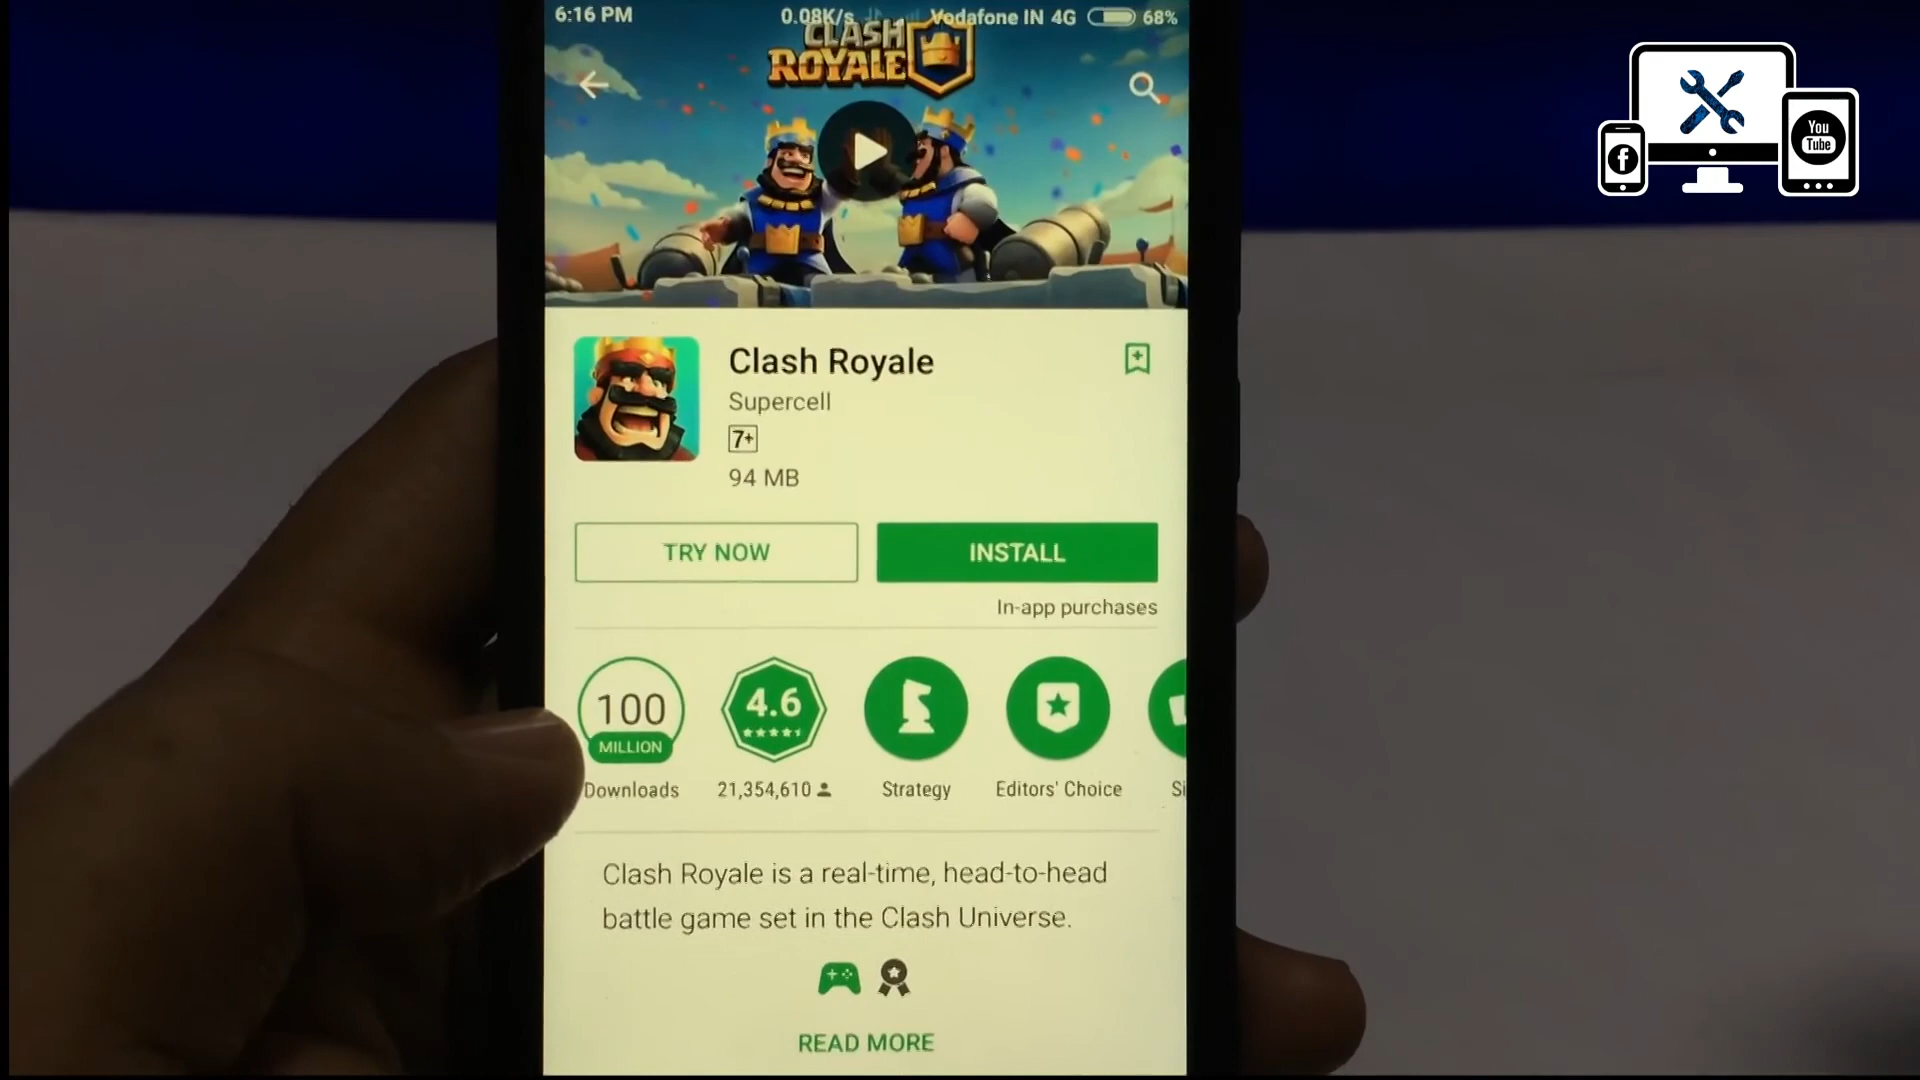 6:16 PM 0.08K/s Vodafone IN 4G 68%
CLASH
ROYALE
You
Tube
f
Clash Royale
Supercell
7+
94 MB
TRY NOW INSTALL
In-app purchases
100
MILLION
4.6
Downloads 21,354,610 Strategy Editors' Choice Si
Clash Royale is a real-time, head-to-head
battle game set in the Clash Universe.
READ MORE